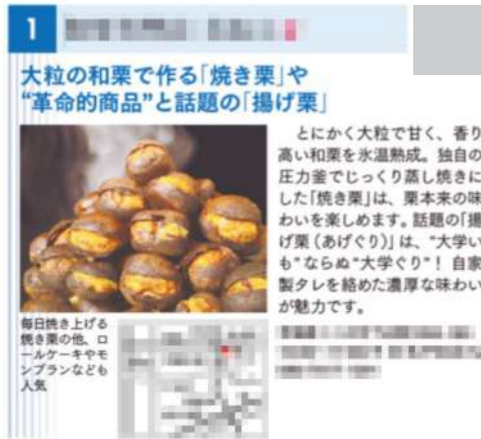 1
大粒の和栗で作る「焼き栗」や
“革命的商品”と話題の「揚げ栗」
とにかく大粒で甘く、香り
高い和栗を氷温熟成。独自の
圧力釜でじっくり蒸し焼きに
した「焼き栗」は、栗本来の味
わいを楽しめます。話題の「揚
げ栗（あげぐり）」は、“大学い
も”ならぬ“大学ぐり”！ 自家
製タレを絡めた濃厚な味わい
が魅力です。
毎日焼き上げる
焼き栗の他、ロ
ールケーキやモ
ンブランなども
人気